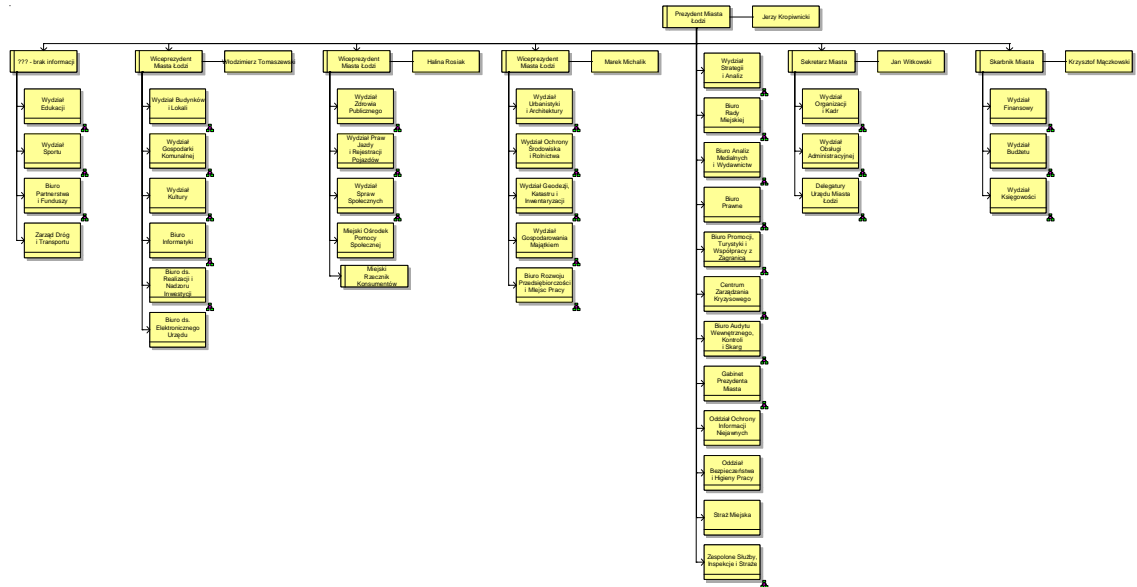 Prezydent Miasta
Łodzi
Jerzy Kropiwnicki
??? - brak informacji
Wydział
Edukacji
Wydział
Sportu
Biuro
Partnerstwa
i Funduszy
Zarząd Dróg
i Transportu
Wiceprezydent
Miasta Łodzi
Włodzimierz Tomaszewski
Wydział Budynków
i Lokali
Wydział
Gospodarki
Komunalnej
Wydział
Kultury
Biuro
Informatyki
Biuro ds.
Realizacji i
Nadzoru
Inwestycji
Biuro ds.
Elektronicznego
Urzędu
Wiceprezydent
Miasta Łodzi
Halina Rosiak
Wydział
Zdrowia
Publicznego
Wydział Praw
Jazdy
i Rejestracji
Pojazdów
Wydział
Spraw
Społecznych
Miejski Ośrodek
Pomocy
Społecznej
Miejski
Rzecznik
Konsumentów
Wiceprezydent
Miasta Łodzi
Marek Michalik
Wydział
Urbanistyki
i Architektury
Wydział Ochrony
Środowiska
i Rolnictwa
Wydział Geodezji,
Katastru i
Inwentaryzacji
Wydział
Gospodarowania
Majątkiem
Biuro Rozwoju
Przedsiębiorczości
i Miejsc Pracy
Wydział
Strategii
i Analiz
Biuro
Rady
Miejskiej
Biuro Analiz
Medialnych
i Wydawnictw
Biuro
Prawne
Biuro Promocji,
Turystyki i
Współpracy z
Zagranicą
Centrum
Zarządzania
Kryzysowego
Biuro Audytu
Wewnętrznego,
Kontroli
i Skarg
Gabinet
Prezydenta
Miasta
Oddział Ochrony
Informacji
Niejawnych
Oddział
Bezpieczeństwa
i Higieny Pracy
Straż Miejska
Zespolone Służby,
Inspekcje i Straże
Sekretarz Miasta
Jan Witkowski
Wydział
Organizacji
i Kadr
Wydział
Obsługi
Administracyjnej
Delegatury
Urzędu Miasta
Łodzi
Skarbnik Miasta
Krzysztof Mączkowski
Wydział
Finansowy
Wydział
Budżetu
Wydział
Księgowości